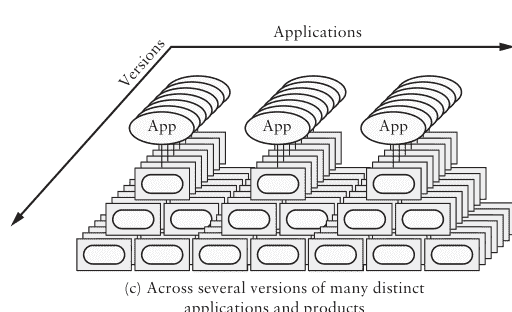 Applications
Versions
App App App
(c) Across several versions of many distinct
applications and products